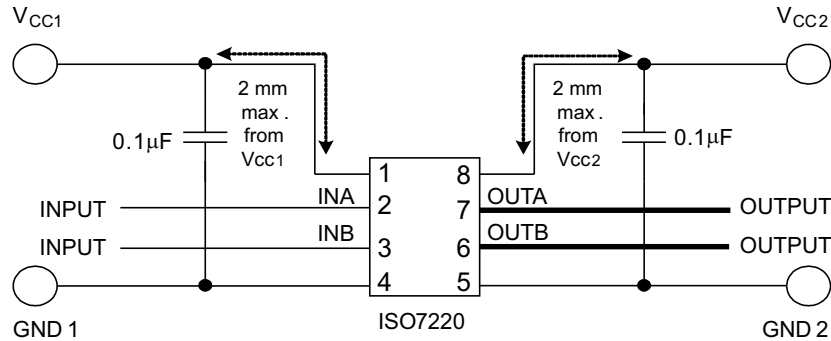 VCC1
VCC2
2 mm
max .
from
VCC1
2 mm
max .
from
VCC2
0.1μF
0.1μF
1
8
INPUT
INA
2
7
OUTA
OUTPUT
INPUT
INB
3
6
OUTB
OUTPUT
4
5
GND 1
ISO7220
GND 2